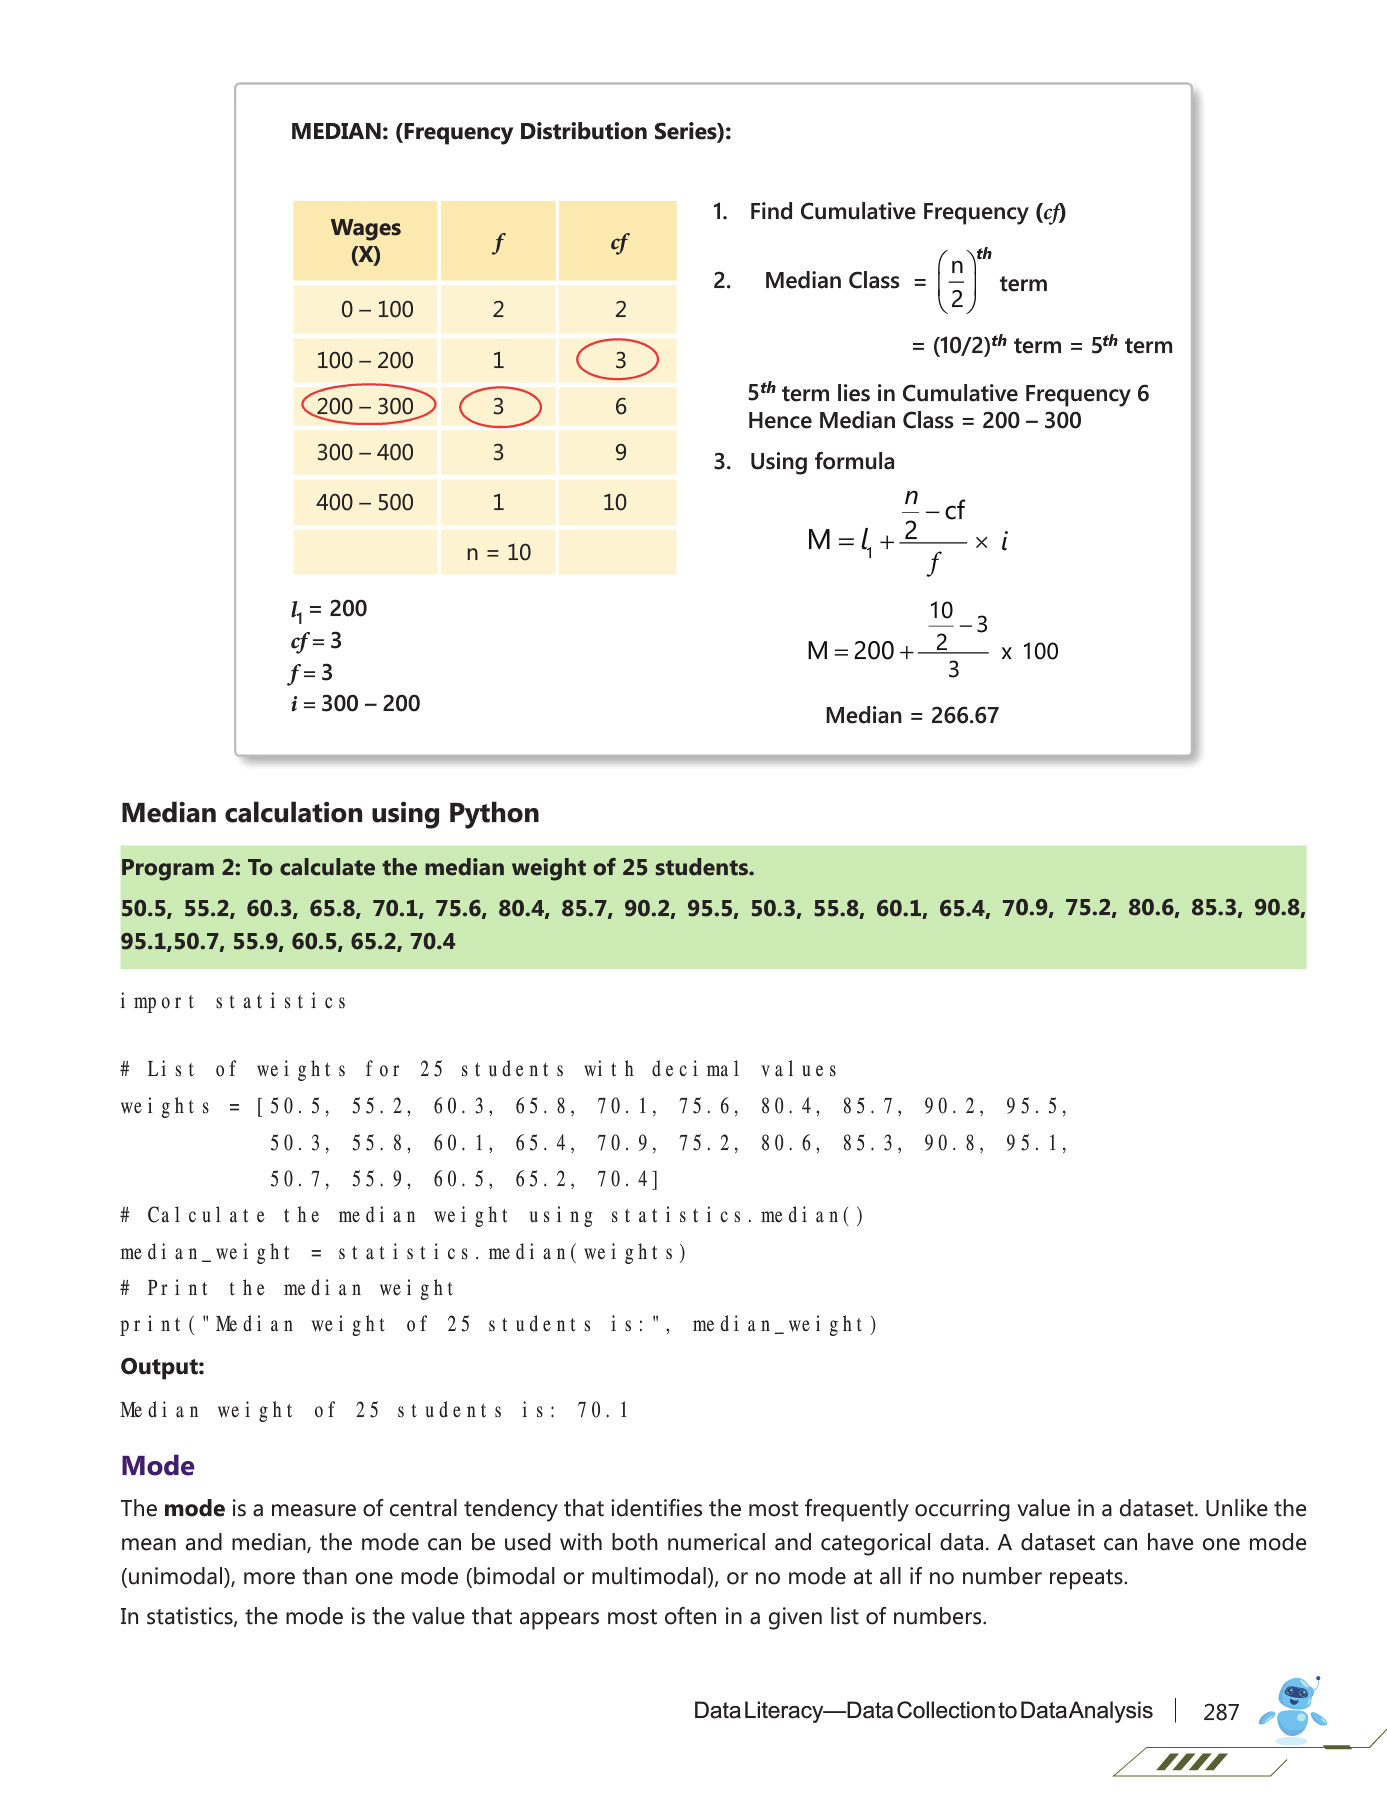 MEDIAN: (Frequency Distribution Series):
Wages (X) f cf
0 – 100 2 2
100 – 200 1 3
200 – 300 3 6
300 – 400 3 9
400 – 500 1 10
n = 10
l₁ = 200
cf = 3
f = 3
i = 300 – 200
1. Find Cumulative Frequency (cf)
2. Median Class = (n/2)th term
= (10/2)th term = 5th term
5th term lies in Cumulative Frequency 6
Hence Median Class = 200 – 300
3. Using formula
M = l₁ + (n/2 – cf)/f × i
M = 200 + (10/2 – 3)/3 x 100
Median = 266.67
Median calculation using Python
Program 2: To calculate the median weight of 25 students.
50.5, 55.2, 60.3, 65.8, 70.1, 75.6, 80.4, 85.7, 90.2, 95.5, 50.3, 55.8, 60.1, 65.4, 70.9, 75.2, 80.6, 85.3, 90.8,
95.1,50.7, 55.9, 60.5, 65.2, 70.4
import statistics
# List of weights for 25 students with decimal values
weights = [50.5, 55.2, 60.3, 65.8, 70.1, 75.6, 80.4, 85.7, 90.2, 95.5,
50.3, 55.8, 60.1, 65.4, 70.9, 75.2, 80.6, 85.3, 90.8, 95.1,
50.7, 55.9, 60.5, 65.2, 70.4]
# Calculate the median weight using statistics.median()
median_weight = statistics.median(weights)
# Print the median weight
print("Median weight of 25 students is:", median_weight)
Output:
Median weight of 25 students is: 70.1
Mode
The mode is a measure of central tendency that identifies the most frequently occurring value in a dataset. Unlike the
mean and median, the mode can be used with both numerical and categorical data. A dataset can have one mode
(unimodal), more than one mode (bimodal or multimodal), or no mode at all if no number repeats.
In statistics, the mode is the value that appears most often in a given list of numbers.
Data Literacy—Data Collection to Data Analysis 287